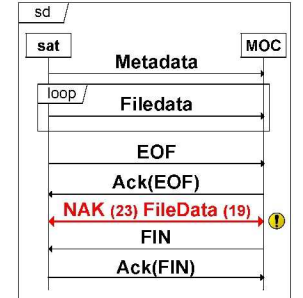 sd
sat MOC
Metadata
loop
Filedata
EOF
Ack(EOF)
NAK (23) FileData (19)
!
FIN
Ack(FIN)